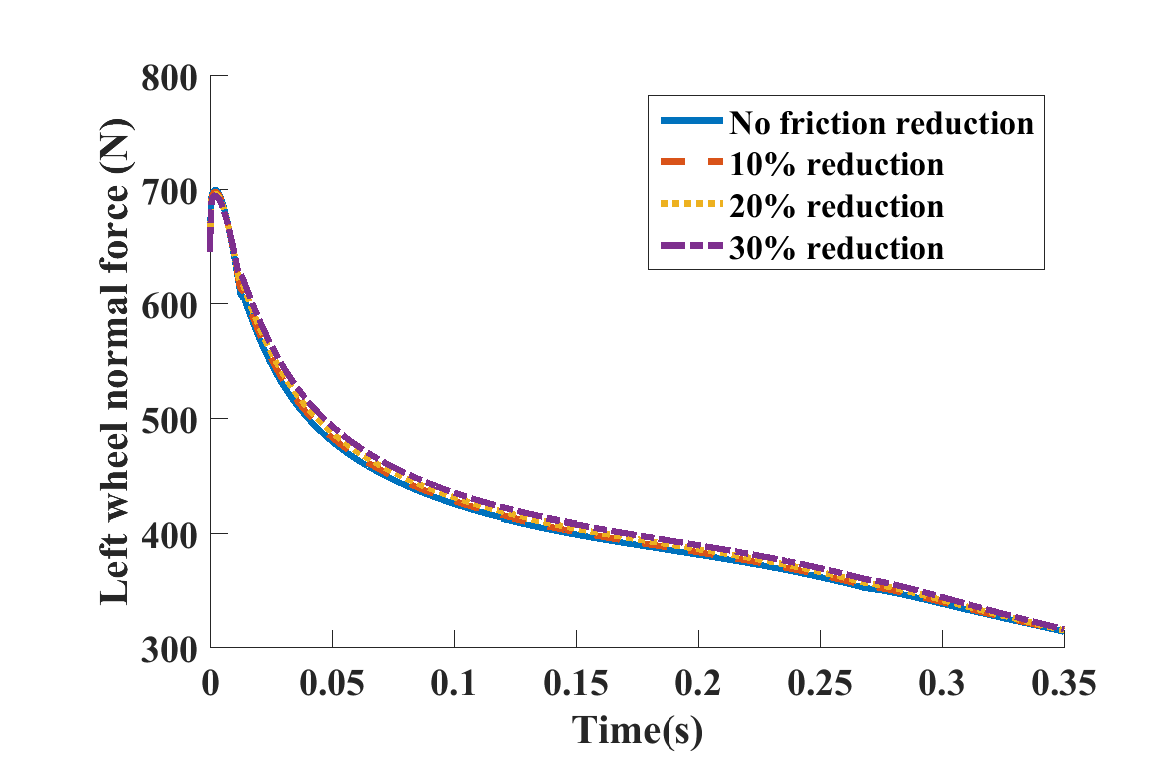 800
700
600
500
400
300
Left wheel normal force (N)
No friction reduction
10% reduction
20% reduction
30% reduction
0 0.05 0.1 0.15 0.2 0.25 0.3 0.35
Time(s)